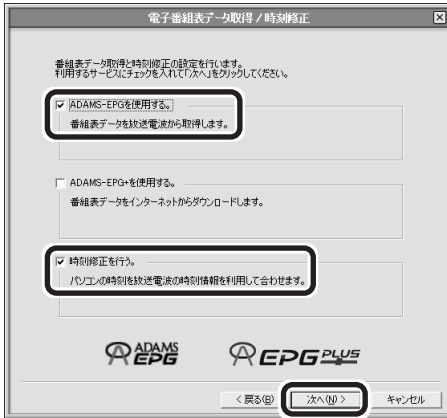 電子番組表データ取得／時刻修正
番組表データ取得と時刻修正の設定を行います。
利用するサービスにチェックを入れて「次へ」をクリックしてください。
ADAMS-EPGを使用する。
番組表データを放送電波から取得します。
ADAMS-EPG+を使用する。
番組表データをインターネットからダウンロードします。
時刻修正を行う。
パソコンの時刻を放送電波の時刻情報を利用して合わせます。
ADAMS
EPG
EPG PLUS
< 戻る(B)
次へ(N) >
キャンセル